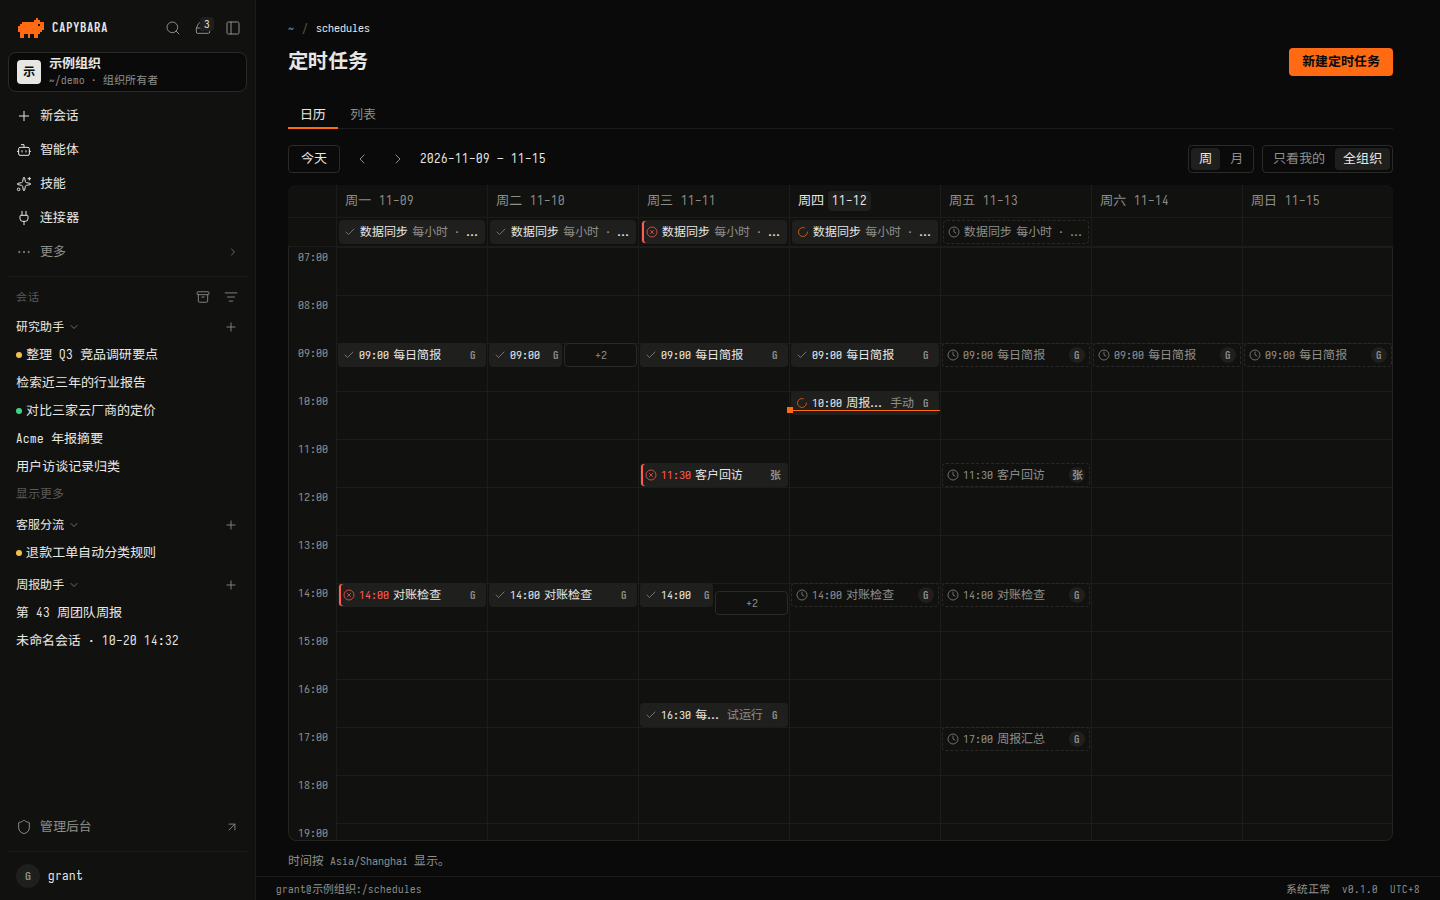 CAPYBARA
3
示
示例组织
~/demo · 组织所有者
新会话
智能体
技能
连接器
更多
会话
研究助手
整理 Q3 竞品调研要点
检索近三年的行业报告
对比三家云厂商的定价
Acme 年报摘要
用户访谈记录归类
显示更多
客服分流
退款工单自动分类规则
周报助手
第 43 周团队周报
未命名会话 · 10-20 14:32
管理后台
G grant
~ / schedules
定时任务
新建定时任务
日历 列表
今天 2026-11-09 – 11-15 周 月 只看我的 全组织
周一 11-09 周二 11-10 周三 11-11 周四 11-12 周五 11-13 周六 11-14 周日 11-15
数据同步 每小时 · … 数据同步 每小时 · … 数据同步 每小时 · … 数据同步 每小时 · … 数据同步 每小时 · …
07:00
08:00
09:00 09:00 每日简报 G 09:00 G +2 09:00 每日简报 G 09:00 每日简报 G 09:00 每日简报 G 09:00 每日简报 G 09:00 每日简报 G
10:00 10:00 周报… 手动 G
11:00
11:30 客户回访 张 11:30 客户回访 张
12:00
13:00
14:00 14:00 对账检查 G 14:00 对账检查 G 14:00 G +2 14:00 对账检查 G 14:00 对账检查 G
15:00
16:00
16:30 每… 试运行 G
17:00 17:00 周报汇总 G
18:00
19:00
时间按 Asia/Shanghai 显示。
grant@示例组织:/schedules 系统正常 v0.1.0 UTC+8